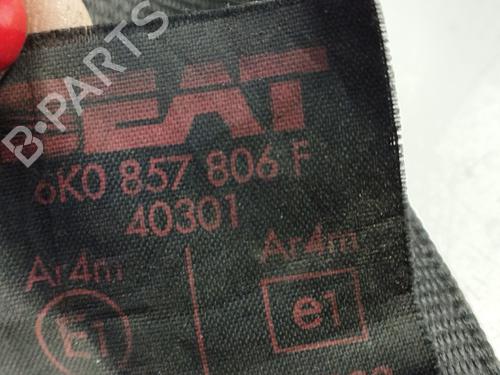 SEAT
6K0 857 806 F
40301
Ar4m Ar4m
E1 e1
B-PARTS